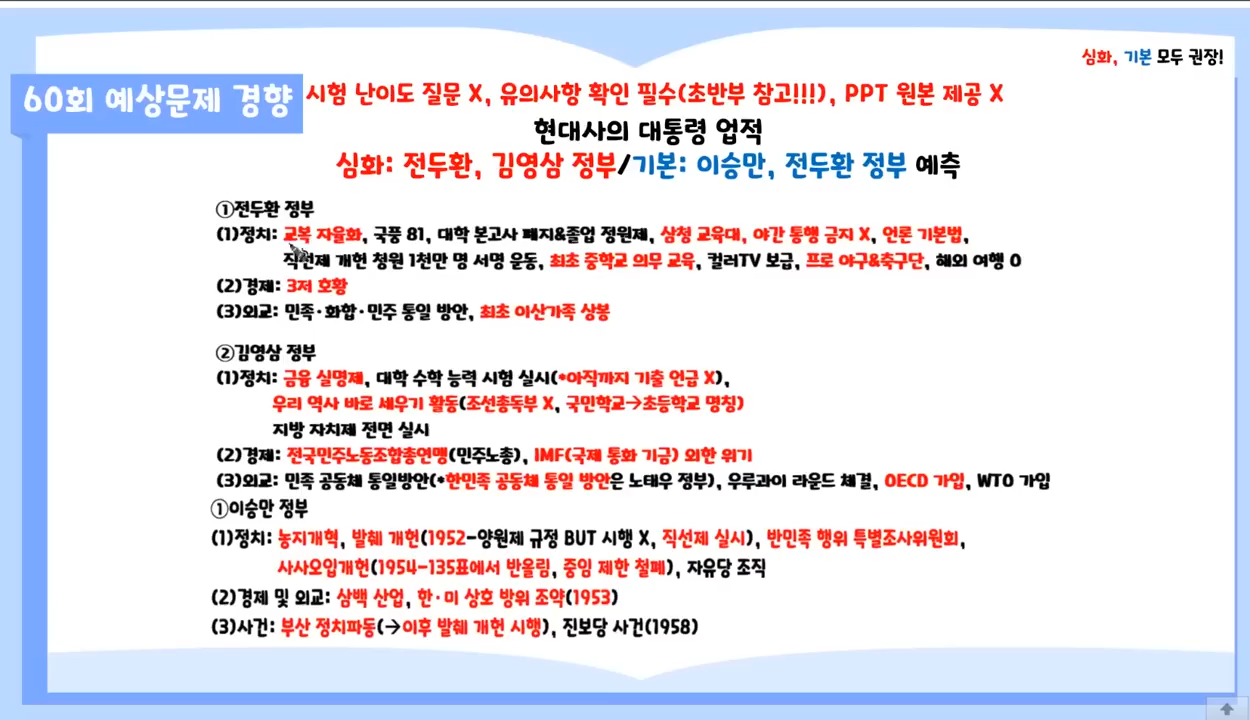 심화, 기본 모두 권장!
60회 예상문제 경향
시험 난이도 질문 X, 유의사항 확인 필수(초반부 참고!!!), PPT 원본 제공 X
현대사의 대통령 업적
심화: 전두환, 김영삼 정부/기본: 이승만, 전두환 정부 예측
①전두환 정부
(1)정치: 교복 자율화, 국풍 81, 대학 본고사 폐지&졸업 정원제, 삼청 교육대, 야간 통행 금지 X, 언론 기본법,
직선제 개헌 청원 1천만 명 서명 운동, 최초 중학교 의무 교육, 컬러TV 보급, 프로 야구&축구단, 해외 여행 O
(2)경제: 3저 호황
(3)외교: 민족·화합·민주 통일 방안, 최초 이산가족 상봉
②김영삼 정부
(1)정치: 금융 실명제, 대학 수학 능력 시험 실시(*아직까지 기출 언급 X),
우리 역사 바로 세우기 활동(조선총독부 X, 국민학교→초등학교 명칭)
지방 자치제 전면 실시
(2)경제: 전국민주노동조합총연맹(민주노총), IMF(국제 통화 기금) 외환 위기
(3)외교: 민족 공동체 통일방안(*한민족 공동체 통일 방안은 노태우 정부), 우루과이 라운드 체결, OECD 가입, WTO 가입
①이승만 정부
(1)정치: 농지개혁, 발췌 개헌(1952-양원제 규정 BUT 시행 X, 직선제 실시), 반민족 행위 특별조사위원회,
사사오입개헌(1954-135표에서 반올림, 중임 제한 철폐), 자유당 조직
(2)경제 및 외교: 삼백 산업, 한·미 상호 방위 조약(1953)
(3)사건: 부산 정치파동(→이후 발췌 개헌 시행), 진보당 사건(1958)